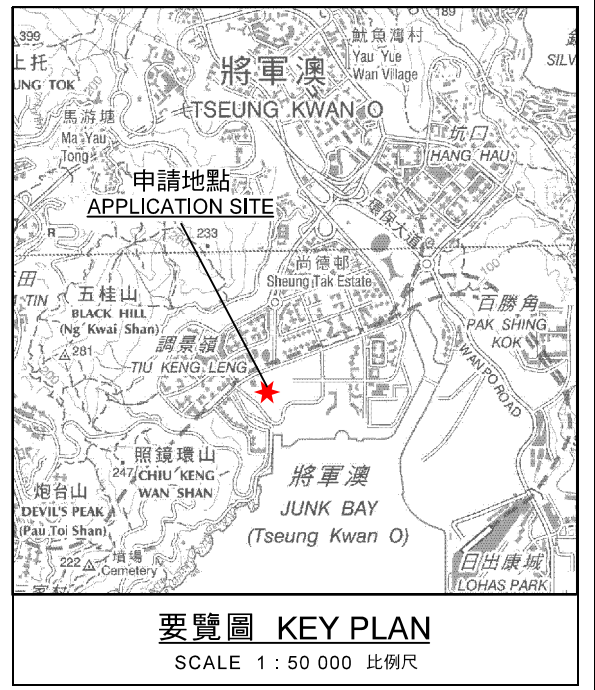 399
將軍澳
TSEUNG KWAN O
魷魚灣村
Yau Yue
Wan Village
上托
UNG TOK
SILV
馬游塘
Ma Yau
Tong
坑口
HANG HAU
申請地點
APPLICATION SITE
環保大道
R
233
尚德邨
Sheung Tak Estate
田
TIN
五桂山
BLACK HILL
(Ng Kwai Shan)
281
200
100
百勝角
PAK SHING
KOK
調景嶺
TIU KENG LENG
WAN PO ROAD
照鏡環山
247
CHIU KENG
WAN SHAN
炮台山
DEVIL'S PEAK
(Pau Toi Shan)
將軍澳
JUNK BAY
(Tseung Kwan O)
222
墳場
Cemetery
日出康城
LOHAS PARK
要覽圖 KEY PLAN
SCALE 1 : 50 000 比例尺